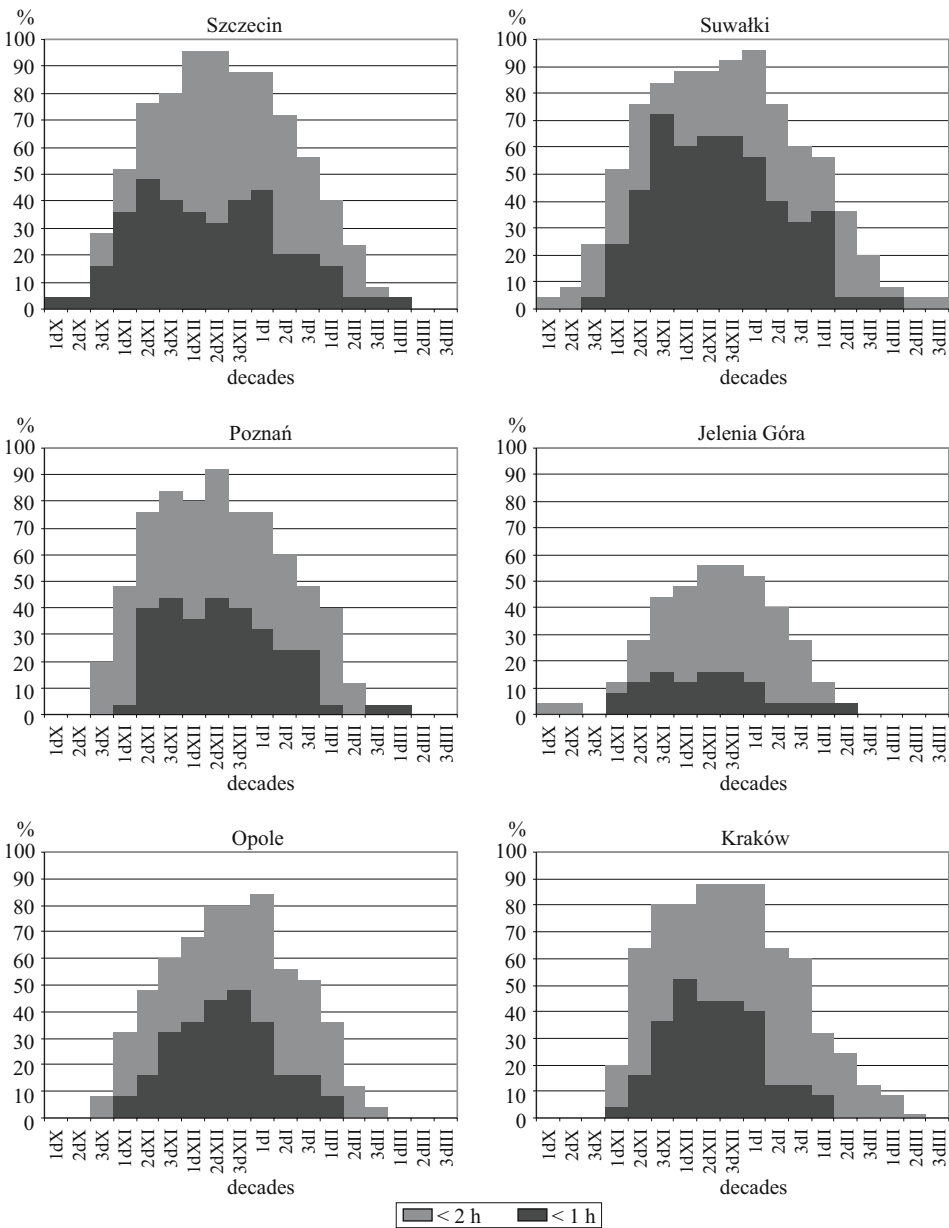 %
Szczecin
100
90
80
70
60
50
40
30
20
10
0
1dX
2dX
3dX
1dXI
2dXI
3dXI
1dXII
2dXII
3dXII
1dI
2dI
3dI
1dII
2dII
3dII
1dIII
2dIII
3dIII
decades
%
Suwałki
100
90
80
70
60
50
40
30
20
10
0
1dX
2dX
3dX
1dXI
2dXI
3dXI
1dXII
2dXII
3dXII
1dI
2dI
3dI
1dII
2dII
3dII
1dIII
2dIII
3dIII
decades
%
Poznań
100
90
80
70
60
50
40
30
20
10
0
1dX
2dX
3dX
1dXI
2dXI
3dXI
1dXII
2dXII
3dXII
1dI
2dI
3dI
1dII
2dII
3dII
1dIII
2dIII
3dIII
decades
%
Jelenia Góra
100
90
80
70
60
50
40
30
20
10
0
1dX
2dX
3dX
1dXI
2dXI
3dXI
1dXII
2dXII
3dXII
1dI
2dI
3dI
1dII
2dII
3dII
1dIII
2dIII
3dIII
decades
%
Opole
100
90
80
70
60
50
40
30
20
10
0
1dX
2dX
3dX
1dXI
2dXI
3dXI
1dXII
2dXII
3dXII
1dI
2dI
3dI
1dII
2dII
3dII
1dIII
2dIII
3dIII
decades
%
Kraków
100
90
80
70
60
50
40
30
20
10
0
1dX
2dX
3dX
1dXI
2dXI
3dXI
1dXII
2dXII
3dXII
1dI
2dI
3dI
1dII
2dII
3dII
1dIII
2dIII
3dIII
decades
< 2 h < 1 h